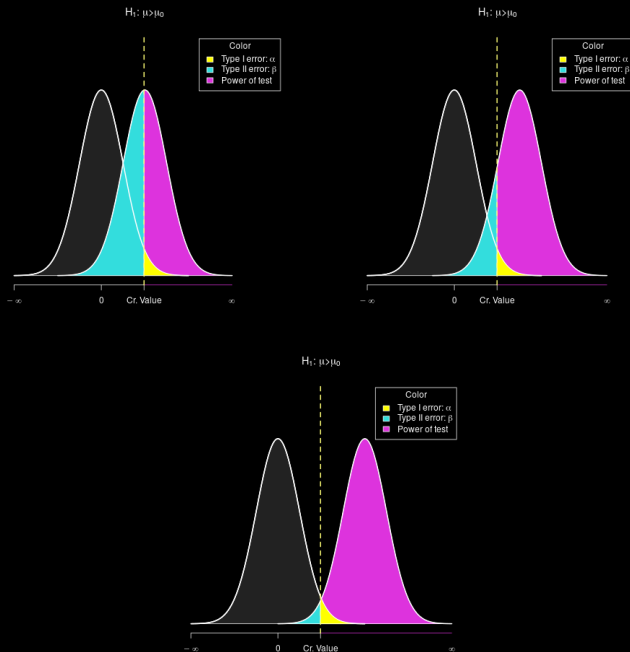 H₁: μ>μ₀
Color
Type I error: α
Type II error: β
Power of test
− ∞ 0 Cr. Value ∞
H₁: μ>μ₀
Color
Type I error: α
Type II error: β
Power of test
− ∞ 0 Cr. Value ∞
H₁: μ>μ₀
Color
Type I error: α
Type II error: β
Power of test
− ∞ 0 Cr. Value ∞